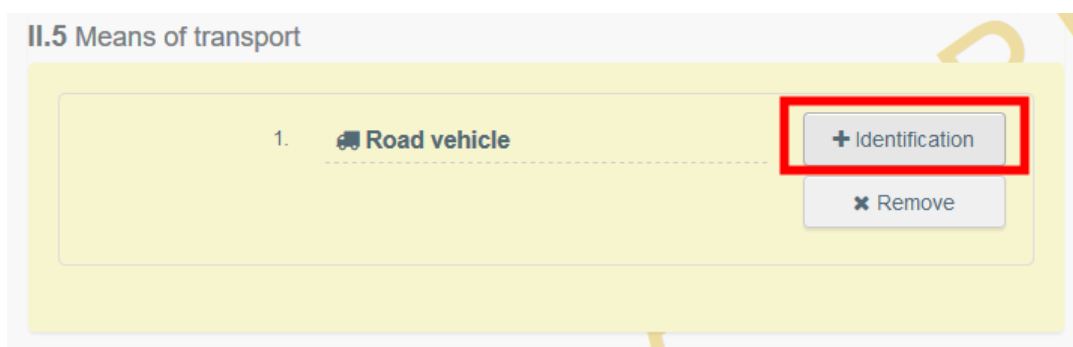 II.5 Means of transport
1. Road vehicle
Identification
Remove